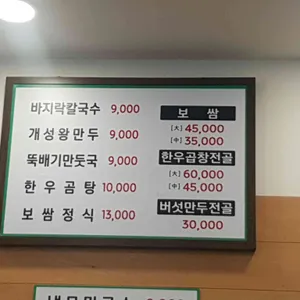 바지락칼국수 9,000
개성왕만두 9,000
뚝배기만둣국 9,000
한우곰탕 10,000
보쌈정식 13,000
보쌈
[大] 45,000
[中] 35,000
한우곱창전골
[大] 60,000
[中] 45,000
버섯만두전골
30,000